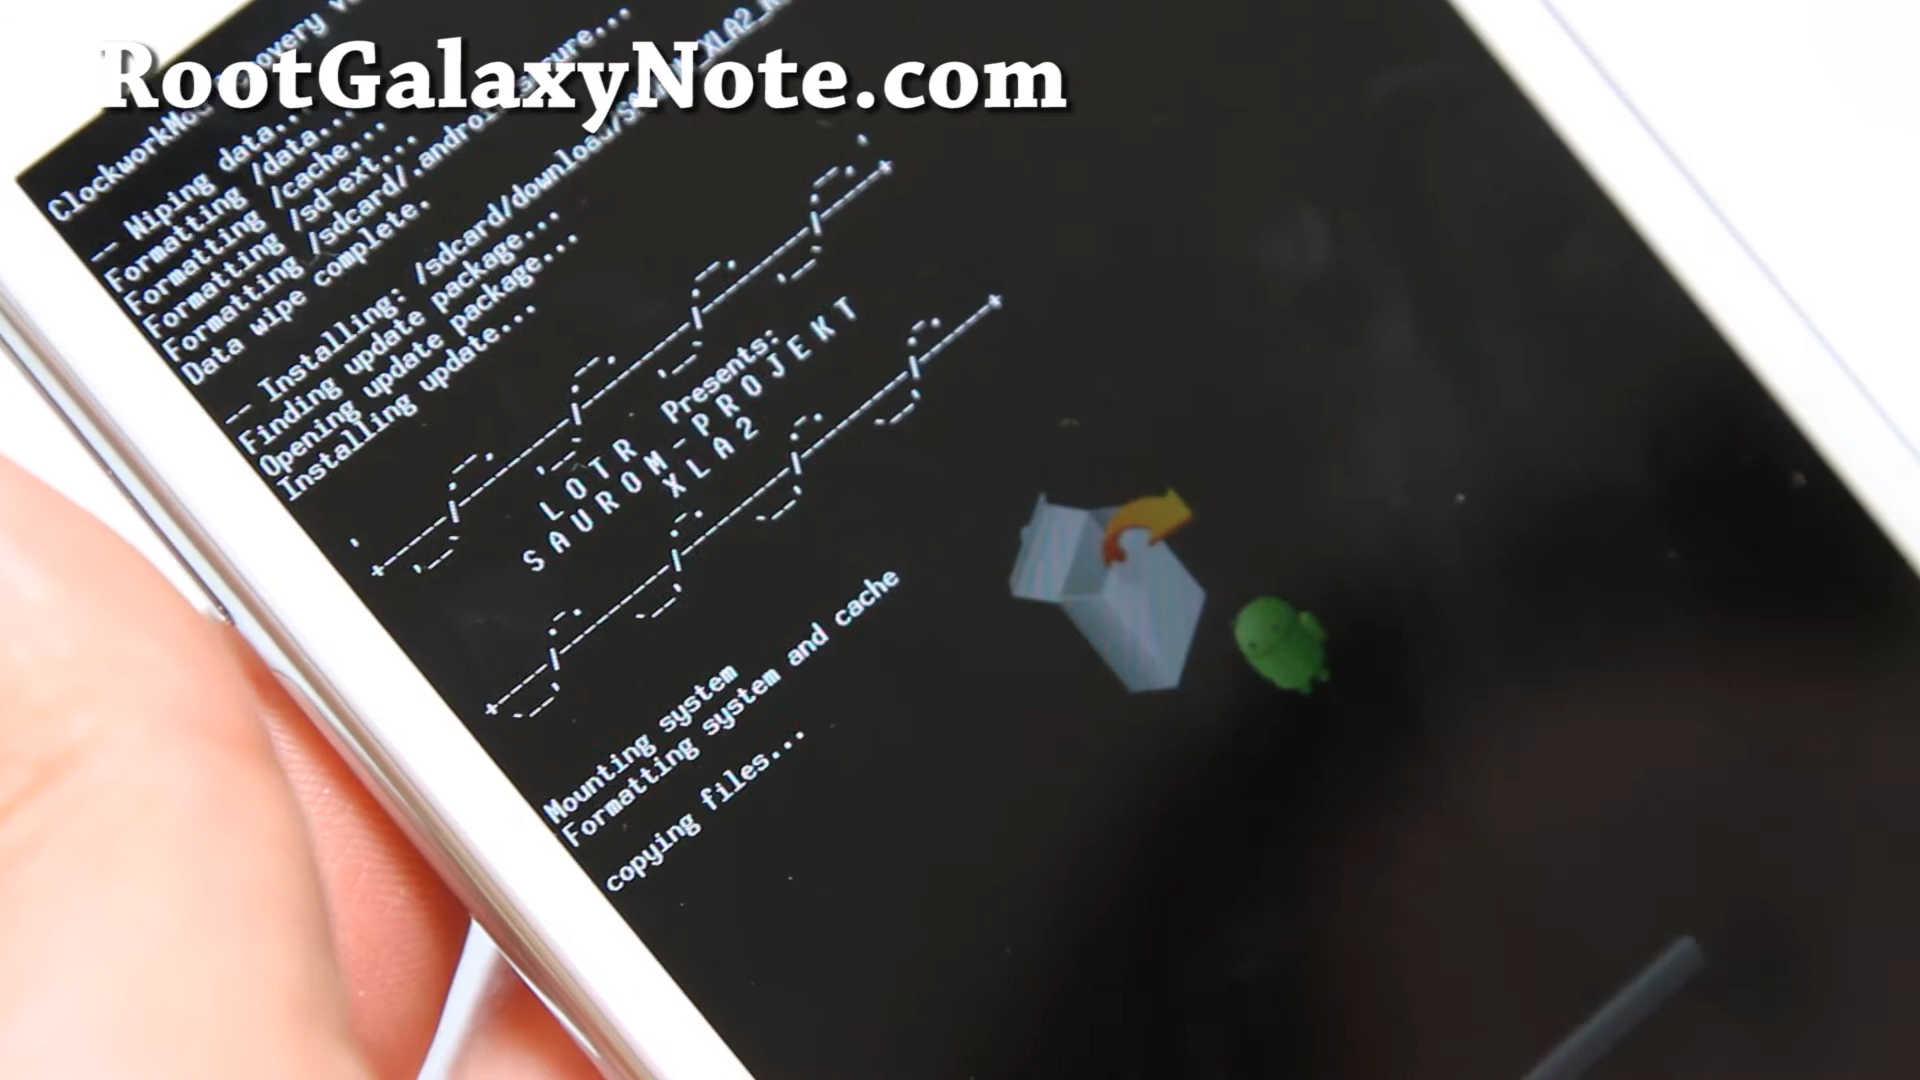 RootGalaxyNote.com
-- Wiping data...
Formatting /data...
Formatting /cache...
Formatting /sd-ext...
Formatting /sdcard/.android_secure...
Data wipe complete.
-- Installing: /sdcard/download/
Finding update package...
Opening update package...
Installing update...
LOTR Presents:
SAUROM-PROJEKT
XLA2
Mounting system
Formatting system and cache
copying files...